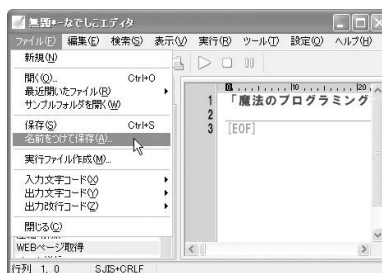 無題*-なでしこエディタ
ファイル(F) 編集(E) 検索(S) 表示(V) 実行(R) ツール(T) 設定(O) ヘルプ(H)
新規(N)
開く(O)... Ctrl+O
最近開いたファイル(R)
サンプルフォルダを開く(W)
保存(S) Ctrl+S
名前をつけて保存(A)...
実行ファイル作成(M)...
入力文字コード(X)
出力文字コード(Y)
出力改行コード(Z)
閉じる(C)
WEBページ取得
1 「魔法のプログラミング
2
3 [EOF]
行列 1, 0 SJIS+CRLF